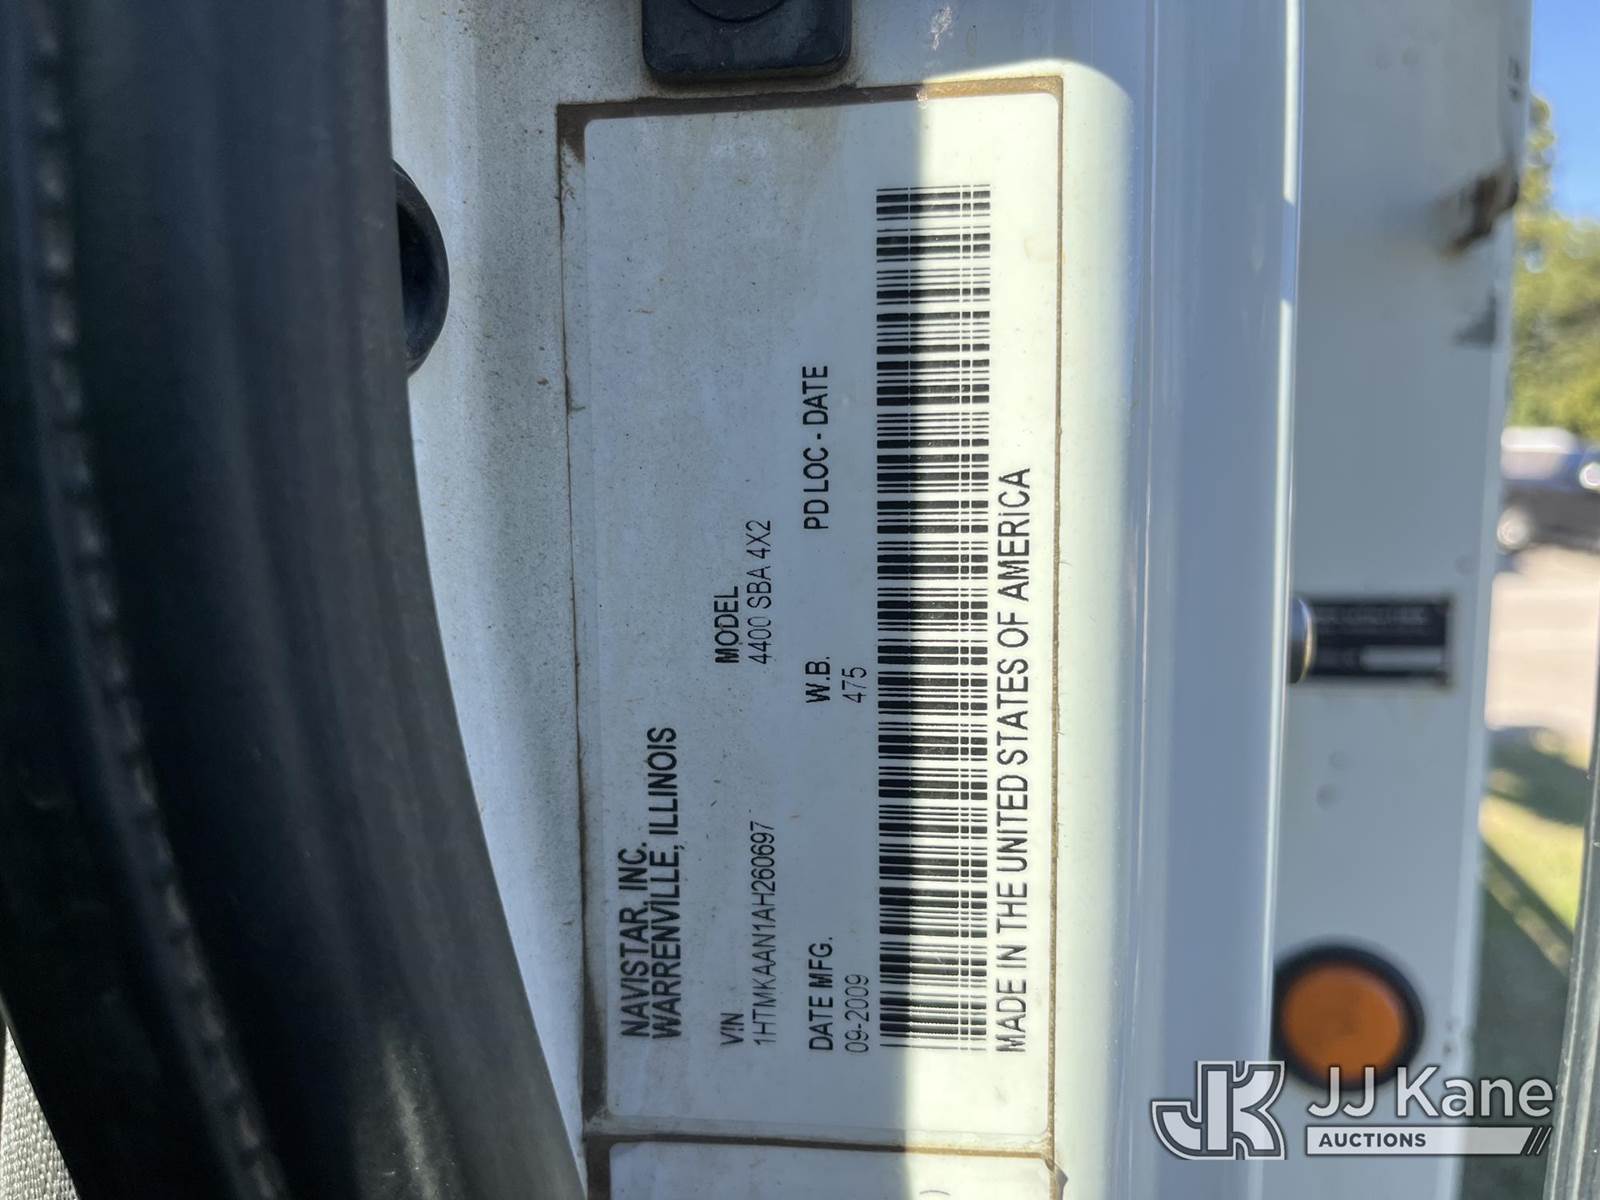 NAVISTAR, INC.
WARRENVILLE, ILLINOIS
VIN MODEL
1HTMKAAN1AH260697 4400 SBA 4X2
DATE MFG. W.B. PD LOC - DATE
09-2009 475
MADE IN THE UNITED STATES OF AMERICA
JK JJ Kane
AUCTIONS